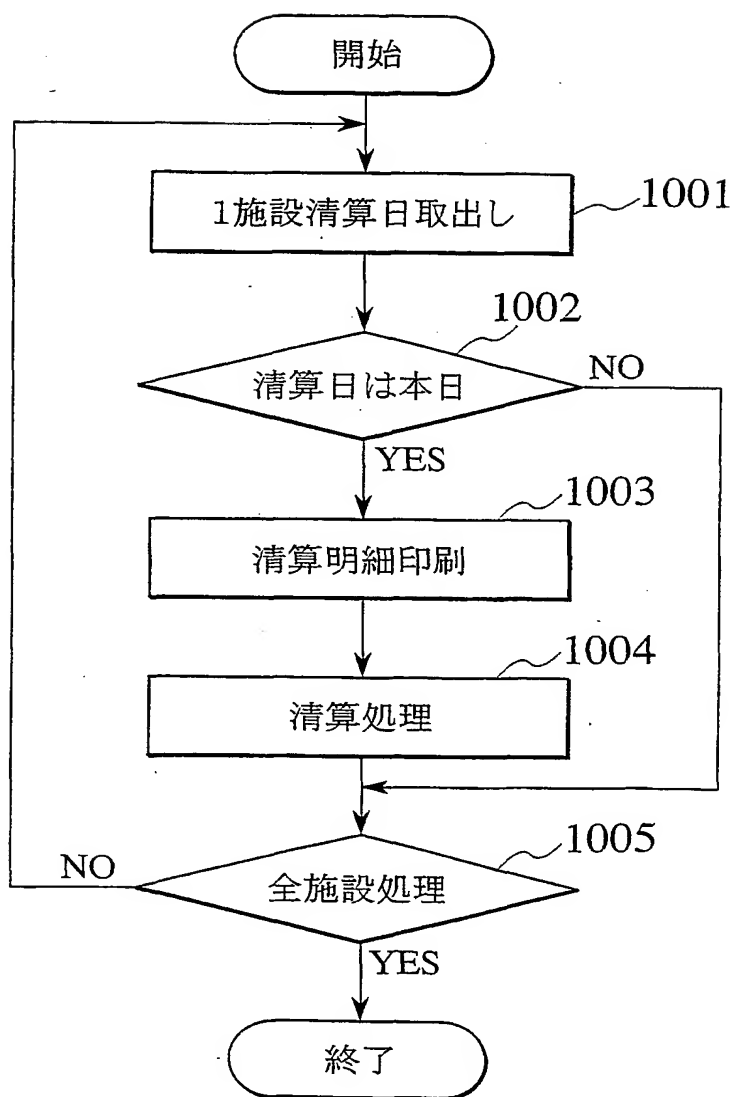 開始
1施設清算日取出し
1001
1002
清算日は本日
NO
YES
1003
清算明細印刷
1004
清算処理
1005
NO
全施設処理
YES
終了